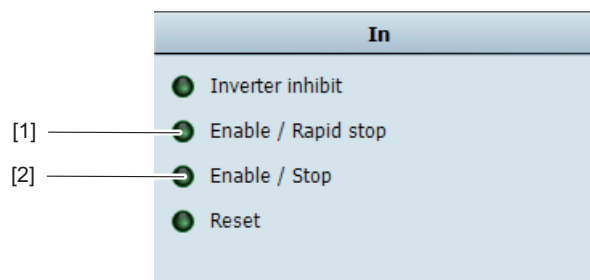 In
Inverter inhibit
[1] Enable / Rapid stop
[2] Enable / Stop
Reset